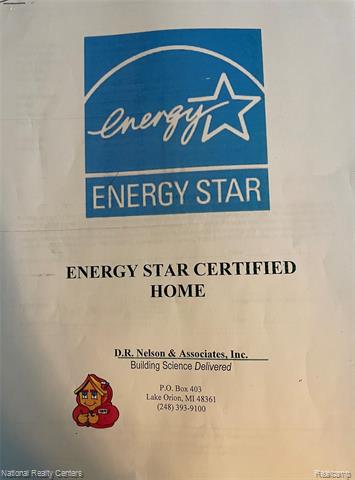 energy
ENERGY STAR
ENERGY STAR CERTIFIED
HOME
D.R. Nelson & Associates, Inc.
Building Science Delivered
P.O. Box 403
Lake Orion, MI 48361
(248) 393-9100
National Realty Centers
Realcomp